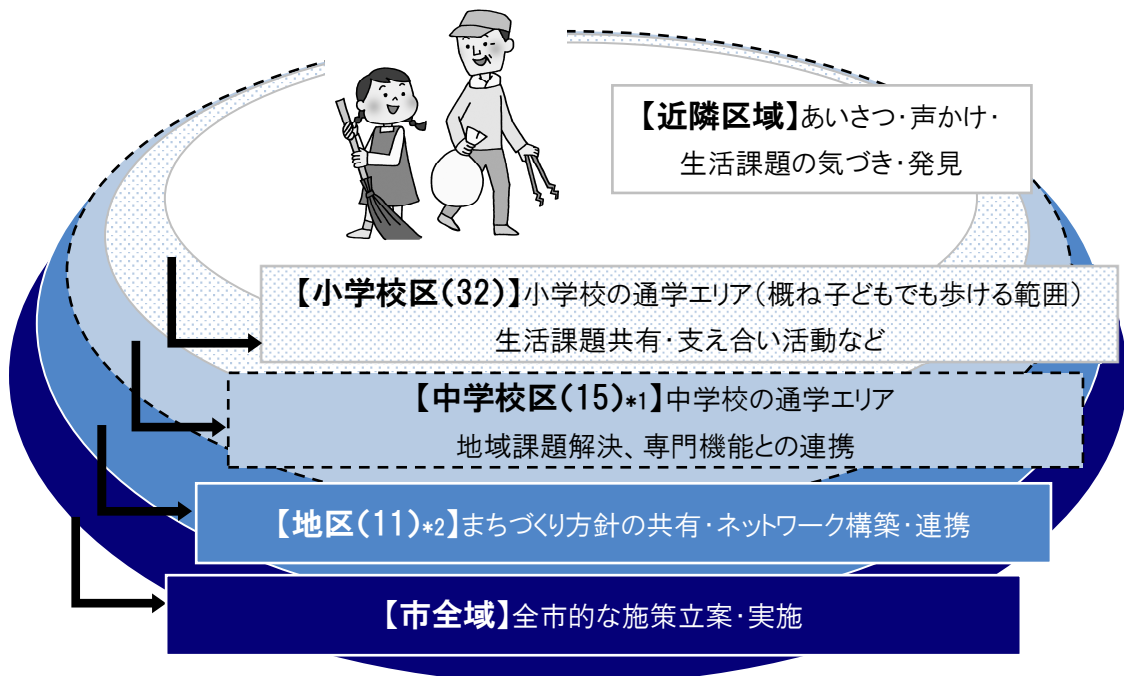 【近隣区域】あいさつ・声かけ・
生活課題の気づき・発見
【小学校区(32)】小学校の通学エリア(概ね子どもでも歩ける範囲)
生活課題共有・支え合い活動など
【中学校区(15)*1】中学校の通学エリア
地域課題解決、専門機能との連携
【地区(11)*2】まちづくり方針の共有・ネットワーク構築・連携
【市全域】全市的な施策立案・実施